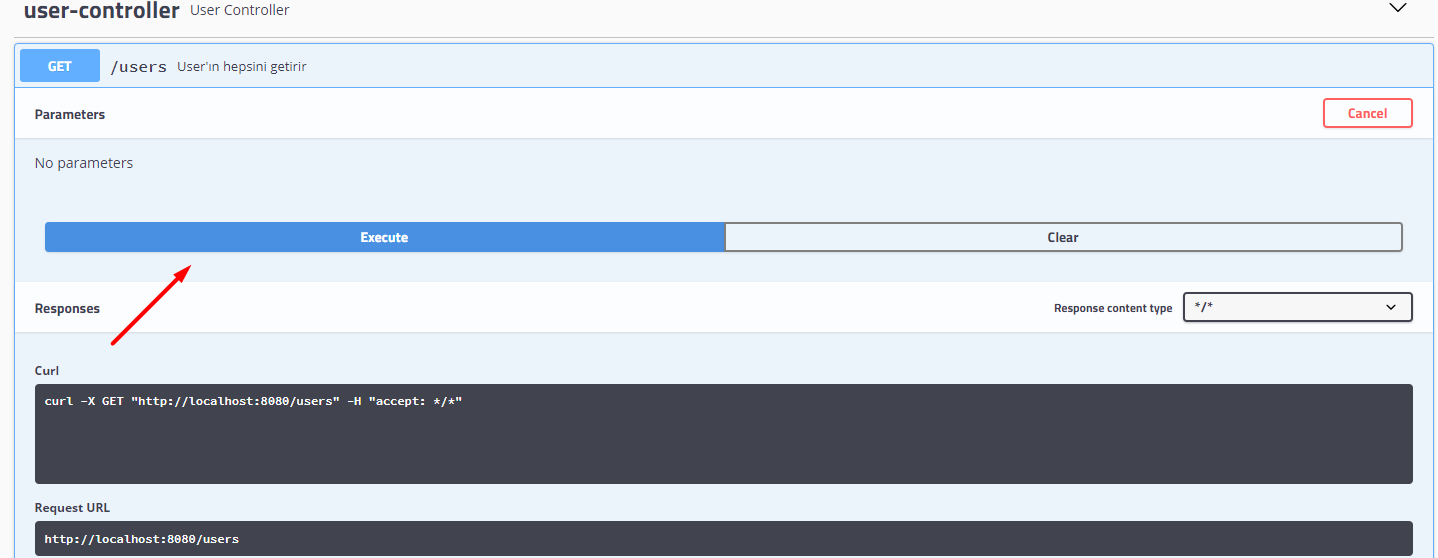 user-controller User Controller
GET /users User'ın hepsini getirir
Parameters Cancel
No parameters
Execute Clear
Responses Response content type */*
Curl
curl -X GET "http://localhost:8080/users" -H "accept: */*"
Request URL
http://localhost:8080/users